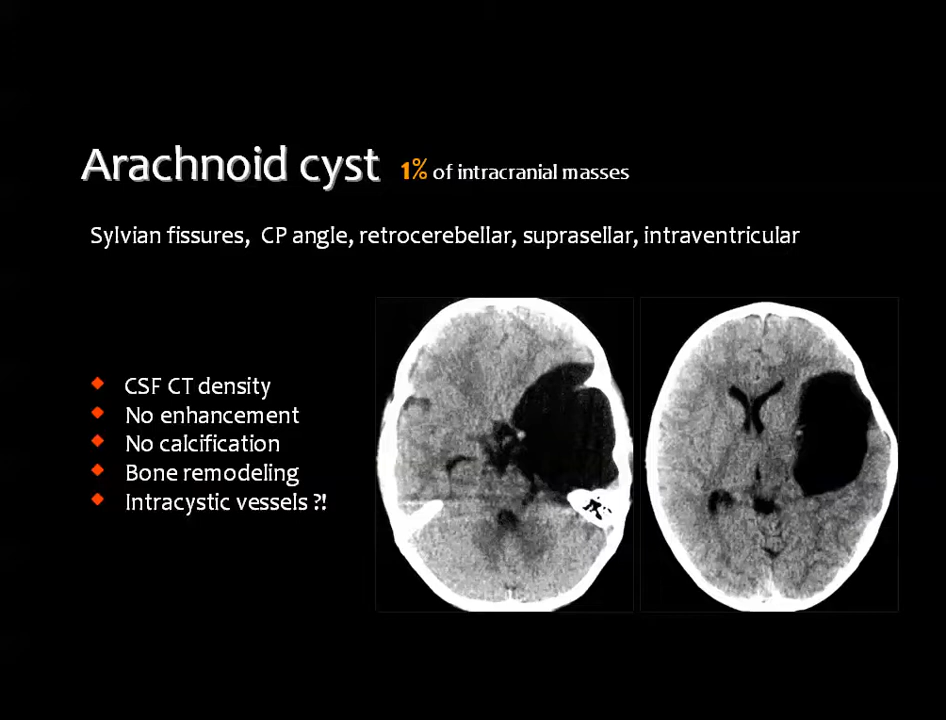 Arachnoid cyst 1% of intracranial masses
Sylvian fissures, CP angle, retrocerebellar, suprasellar, intraventricular
CSF CT density
No enhancement
No calcification
Bone remodeling
Intracystic vessels ?!